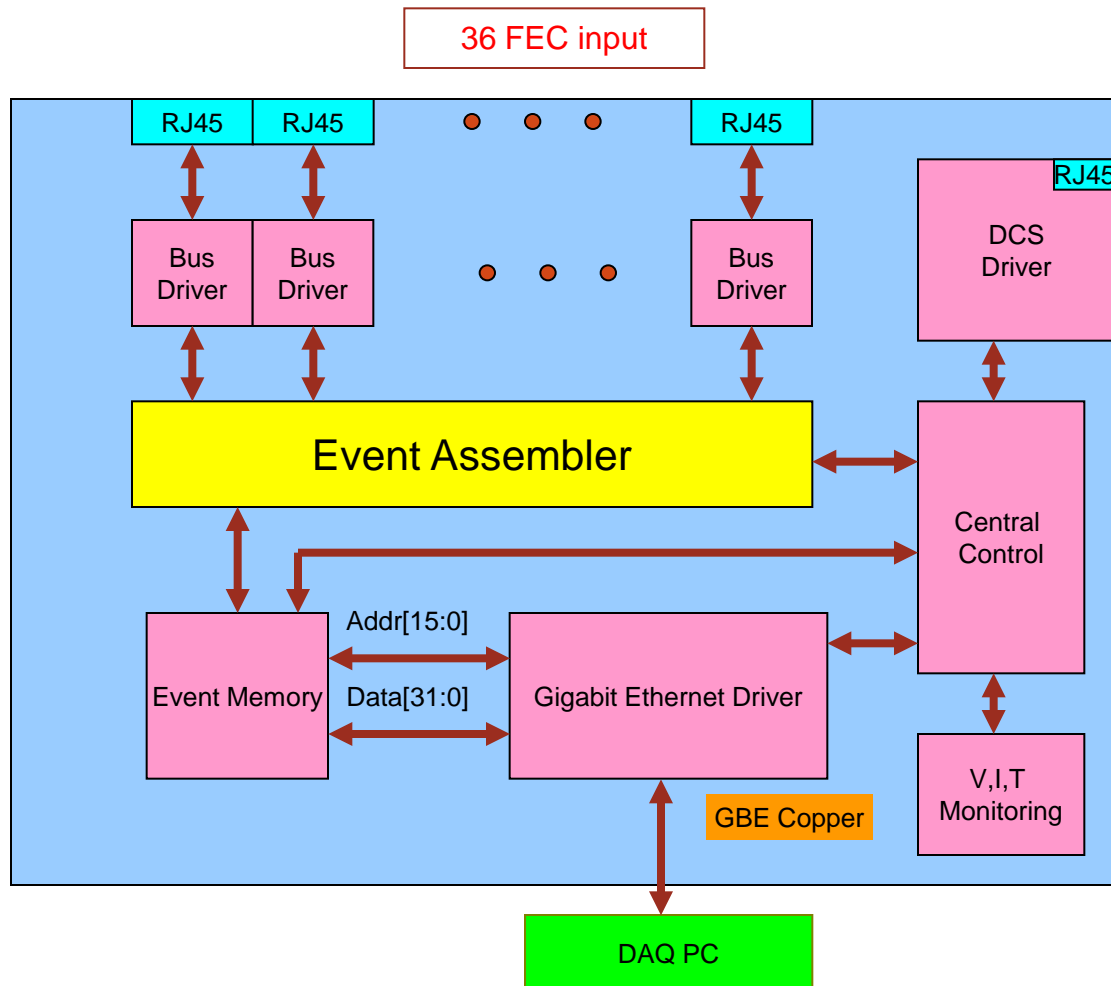 36 FEC input
RJ45
RJ45
RJ45
RJ45
Bus
Driver
Bus
Driver
Bus
Driver
DCS
Driver
Event Assembler
Central
Control
Addr[15:0]
Event Memory
Data[31:0]
Gigabit Ethernet Driver
V,I,T
Monitoring
GBE Copper
DAQ PC